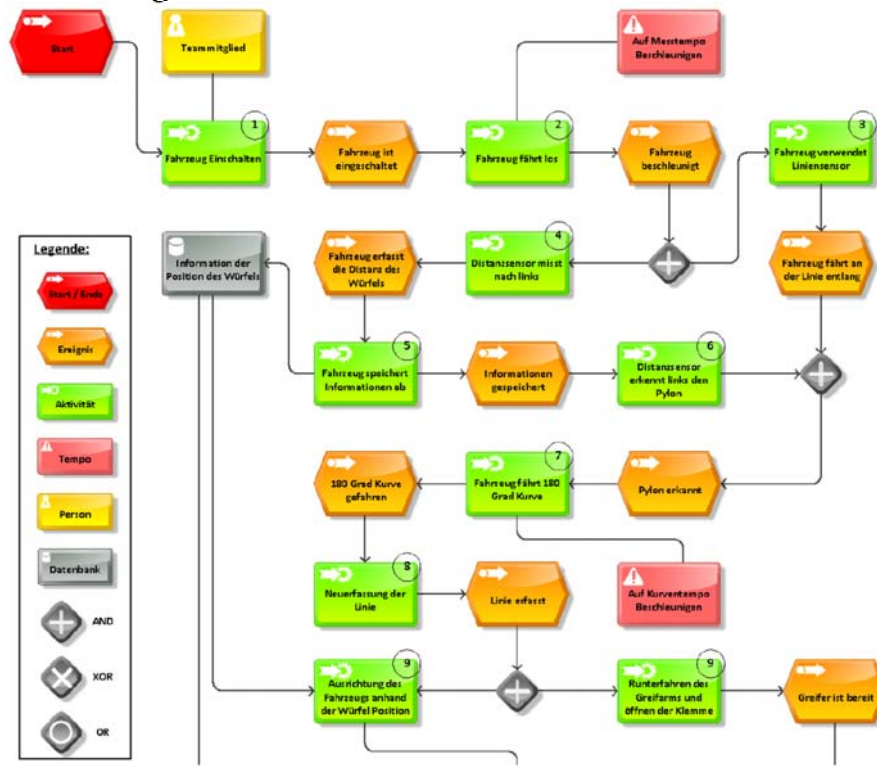 Start
Teammitglied
Auf Messtempo
Beschleunigen
1
Fahrzeug Einschalten
Fahrzeug ist
eingeschaltet
2
Fahrzeug fährt los
Fahrzeug
beschleunigt
3
Fahrzeug verwendet
Liniensensor
Information der
Position des Würfels
Fahrzeug erfasst
die Distanz des
Würfels
4
Distanzsensor misst
nach links
Fahrzeug fährt an
der Linie entlang
5
Fahrzeug speichert
Informationen ab
Informationen
gespeichert
6
Distanzsensor
erkennt links den
Pylon
180 Grad Kurve
gefahren
7
Fahrzeug fährt 180
Grad Kurve
Pylon erkannt
8
Neuerfassung der
Linie
Linie erfasst
Auf Kurventempo
Beschleunigen
9
Ausrichtung des
Fahrzeugs anhand
der Würfel Position
9
Runterfahren des
Greifarms und
öffnen der Klemme
Greifer ist bereit
Legende:
Start / Ende
Ereignis
Aktivität
Tempo
Person
Datenbank
AND
XOR
OR